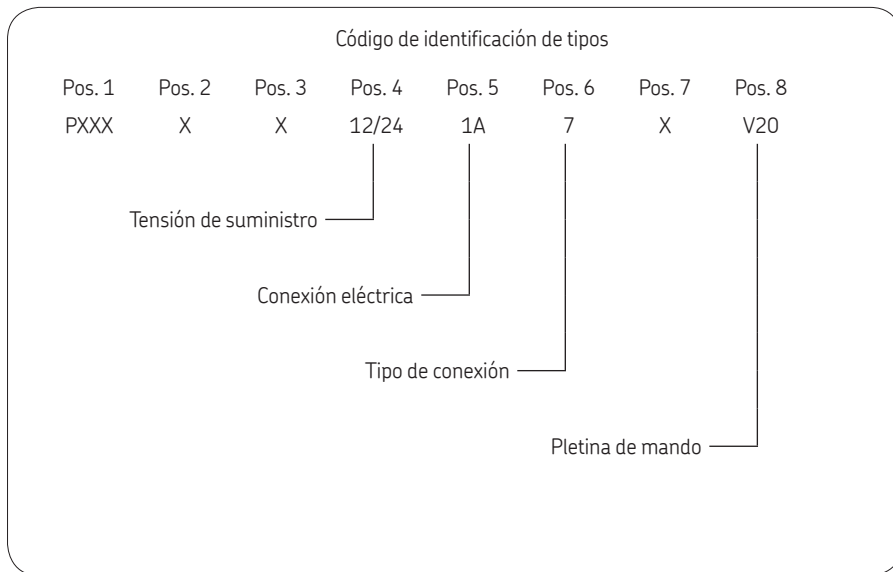 Código de identificación de tipos
Pos. 1 Pos. 2 Pos. 3 Pos. 4 Pos. 5 Pos. 6 Pos. 7 Pos. 8
PXXX X X 12/24 1A 7 X V20
Tensión de suministro
Conexión eléctrica
Tipo de conexión
Pletina de mando